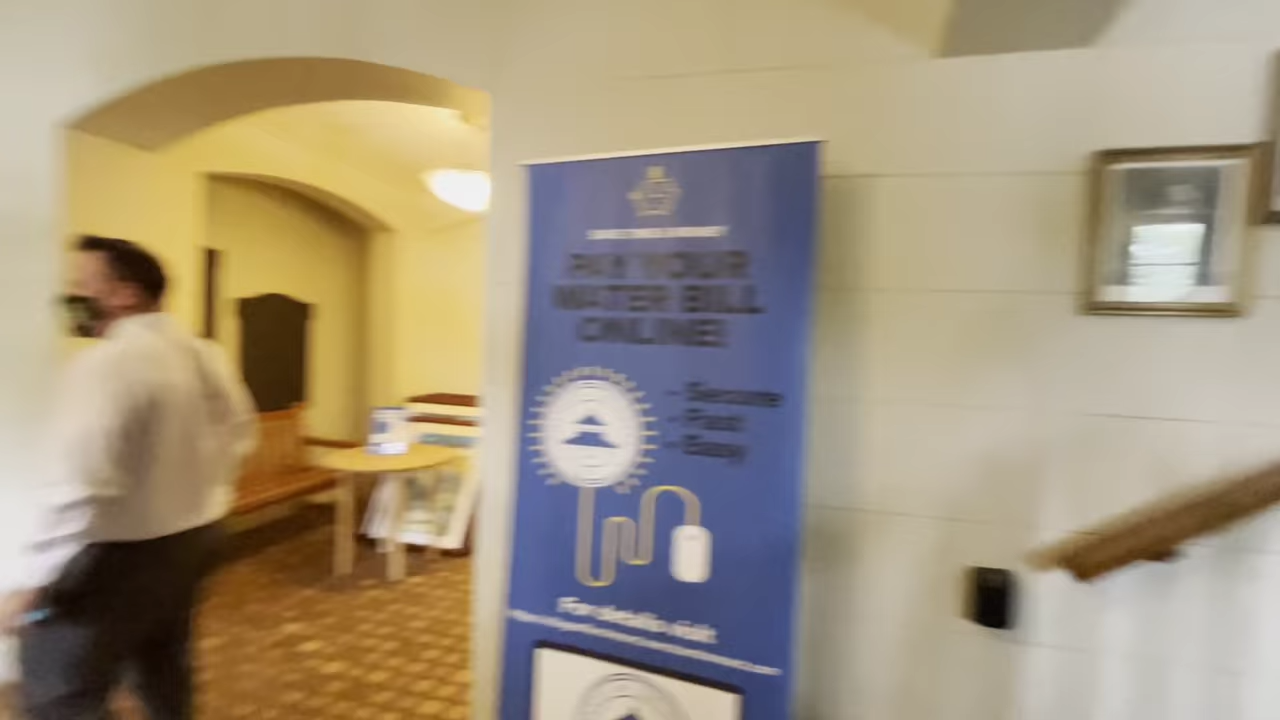 PAY YOUR
WATER BILL
ONLINE!
- Secure
- Fast
- Easy
For details visit